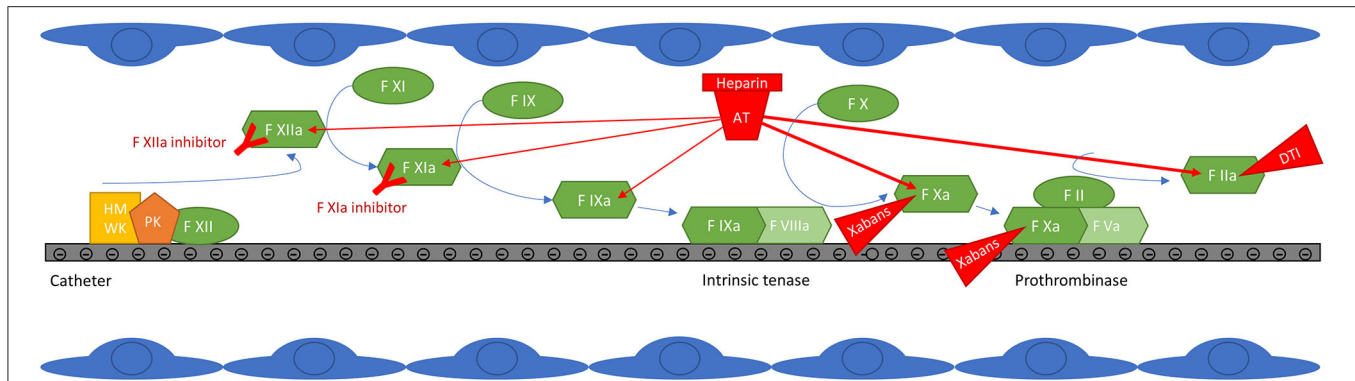 Heparin
AT
F XI
F IX
F X
F XIIa
F XIIa inhibitor
F XIa
F XIa inhibitor
F IXa
F Xa
Xabans
F IIa
DTI
HM
WK
PK
F XII
F IXa
F VIIIa
F II
F Xa
F Va
Xabans
Catheter
Intrinsic tenase
Prothrombinase